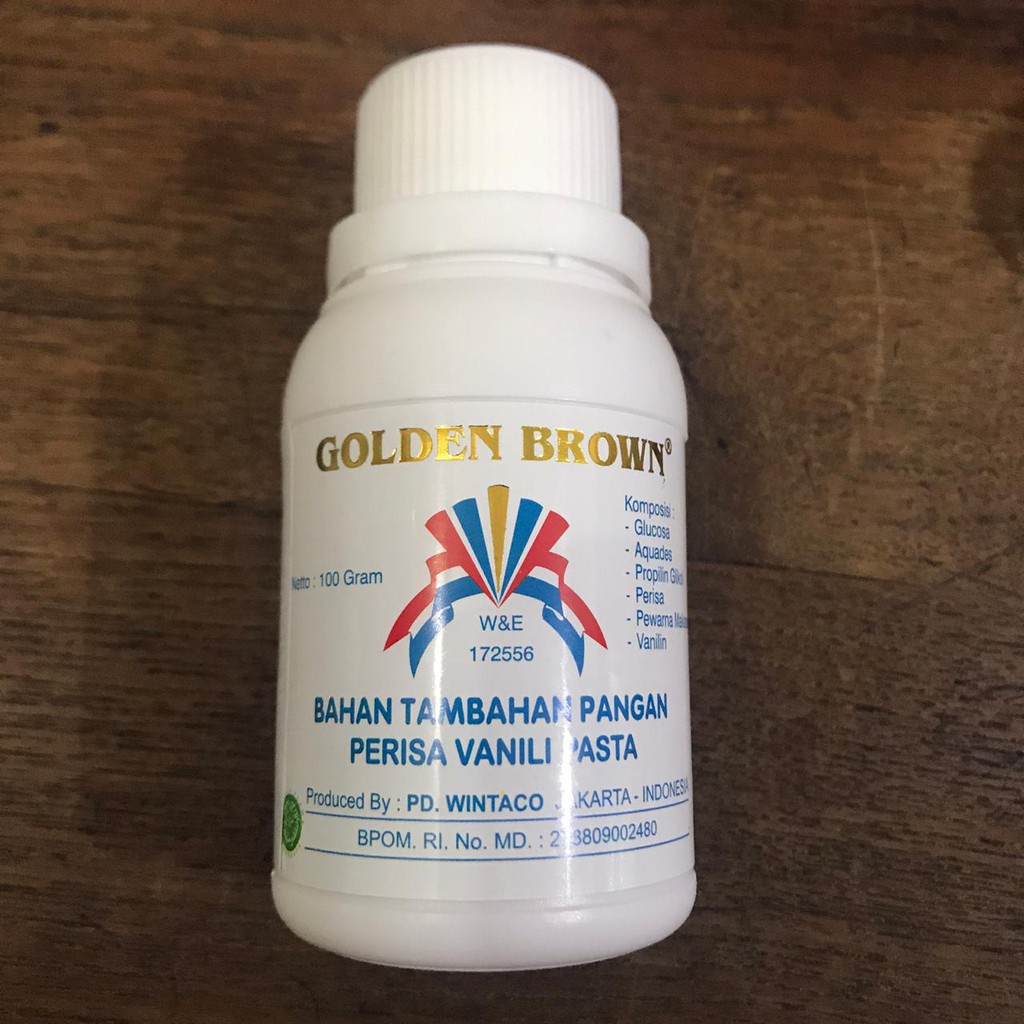 GOLDEN BROWN®
Komposisi :
- Glucosa
- Aquades
- Propilin
- Perisa
- Pewarna
- Vanilin
Netto : 100 Gram
W&E
172556
BAHAN TAMBAHAN PANGAN
PERISA VANILI PASTA
Produced By : PD. WINTACO JAKARTA - INDONESIA
BPOM. RI. No. MD. :